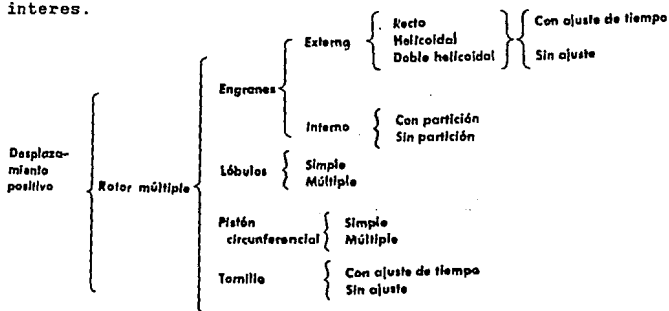 interes.
Desplaza-
miento
positivo
Rotor múltiple
Engranes
Externo
Recto
Helicoidal
Doble helicoidal
Con ajuste de tiempo
Sin ajuste
Interno
Con partición
Sin partición
Lóbulos
Simple
Múltiple
Pistón
circunferencial
Simple
Múltiple
Tornillo
Con ajuste de tiempo
Sin ajuste